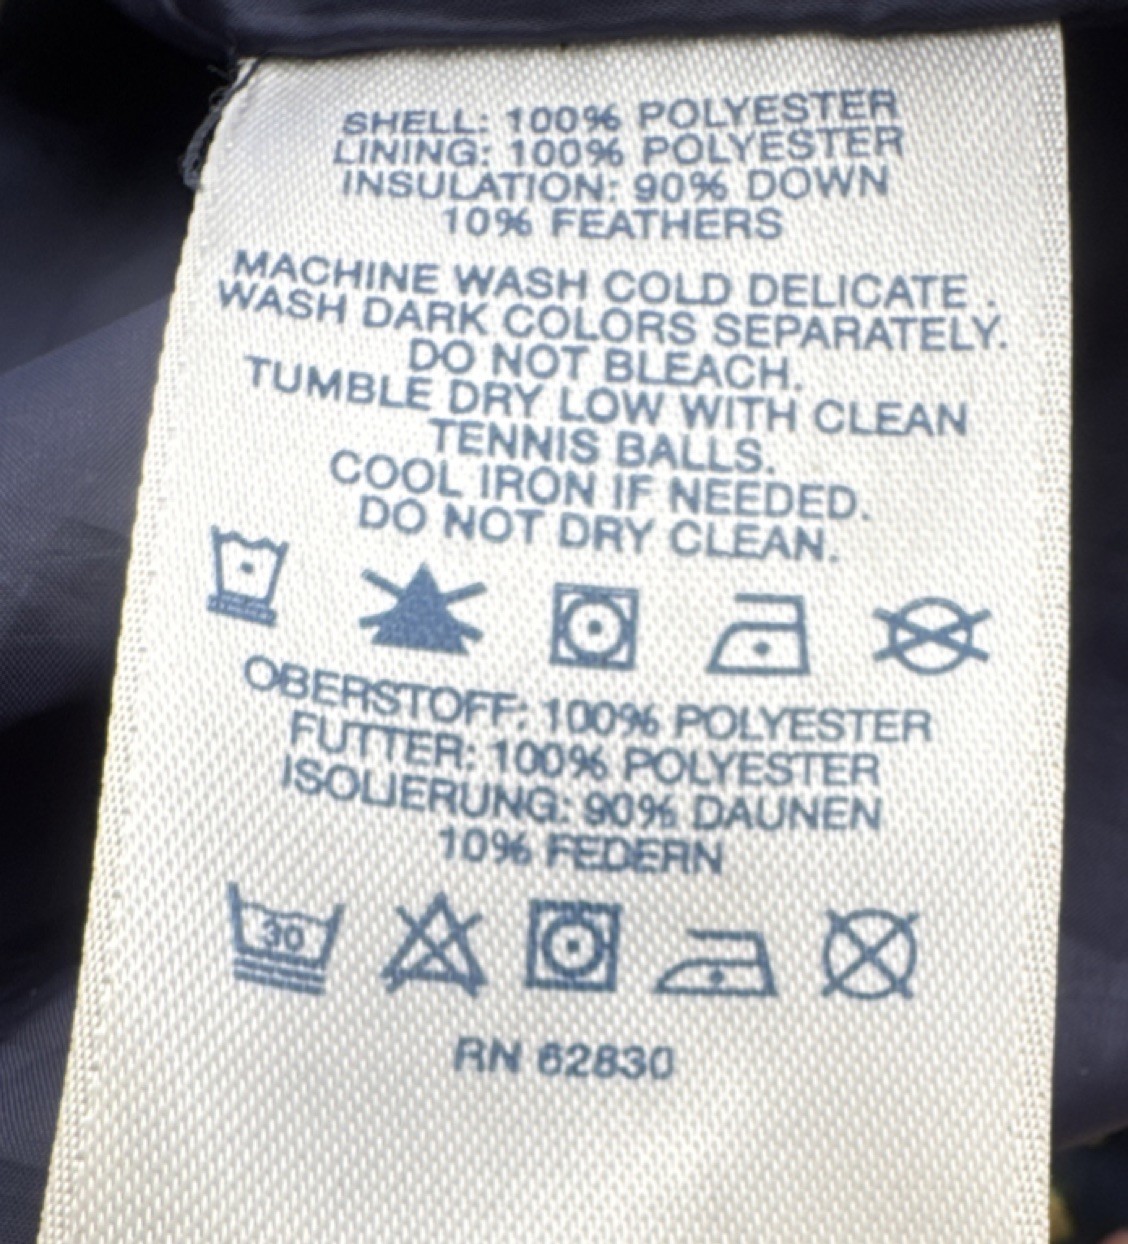 SHELL: 100% POLYESTER
LINING: 100% POLYESTER
INSULATION: 90% DOWN
10% FEATHERS
MACHINE WASH COLD DELICATE .
WASH DARK COLORS SEPARATELY.
DO NOT BLEACH.
TUMBLE DRY LOW WITH CLEAN
TENNIS BALLS.
COOL IRON IF NEEDED.
DO NOT DRY CLEAN.
OBERSTOFF: 100% POLYESTER
FUTTER: 100% POLYESTER
ISOLIERUNG: 90% DAUNEN
10% FEDERN
30
RN 62830